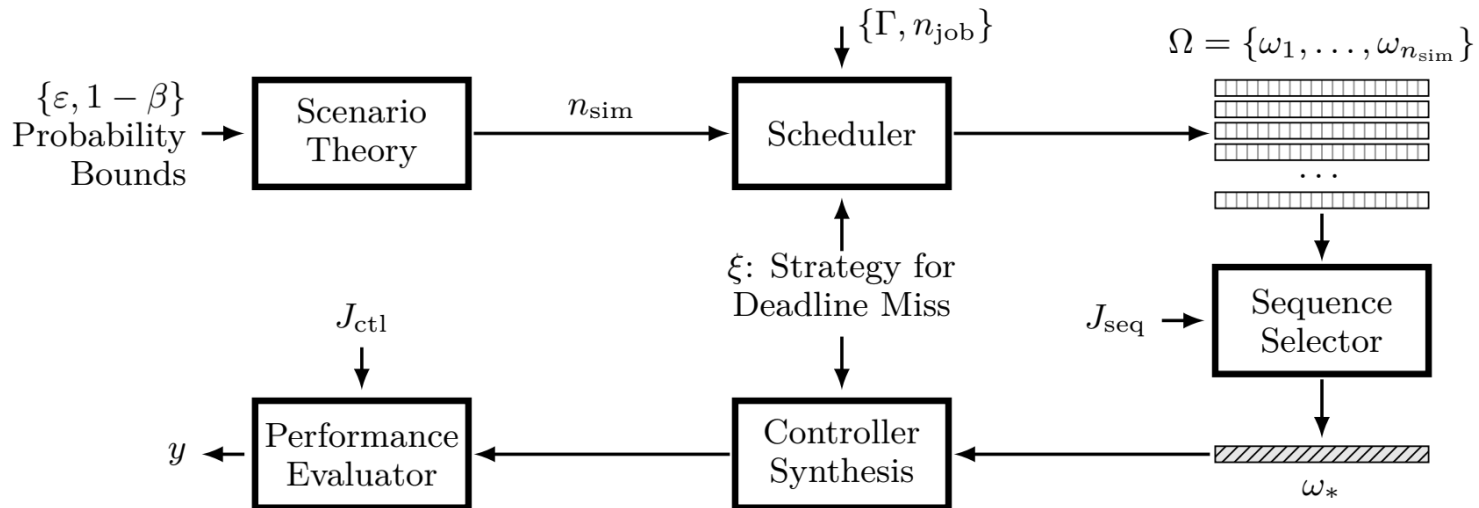 {Γ, n_job}
Ω = {ω_1, . . . , ω_{n_sim}}
{ε, 1 − β}
Probability
Bounds
Scenario
Theory
n_sim
Scheduler
. . .
ξ: Strategy for
Deadline Miss
J_seq
Sequence
Selector
J_ctl
y
Performance
Evaluator
Controller
Synthesis
ω_*